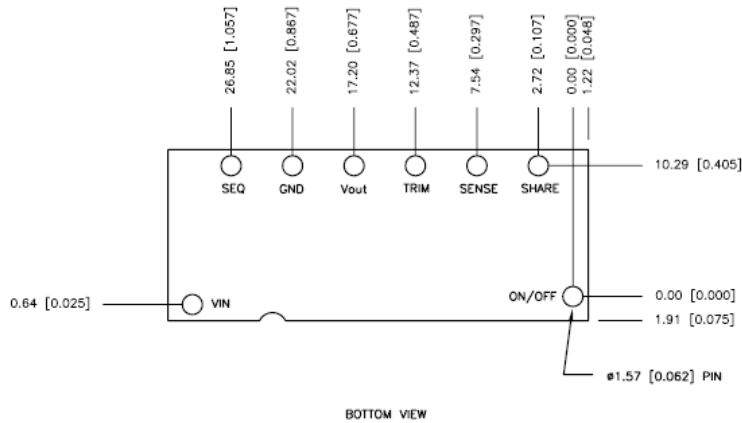 26.85 [1.057]
22.02 [0.867]
17.20 [0.677]
12.37 [0.487]
7.54 [0.297]
2.72 [0.107]
0.00 [0.000]
1.22 [0.048]
10.29 [0.405]
SEQ GND Vout TRIM SENSE SHARE
0.64 [0.025] VIN ON/OFF 0.00 [0.000]
1.91 [0.075]
ø1.57 [0.062] PIN
BOTTOM VIEW